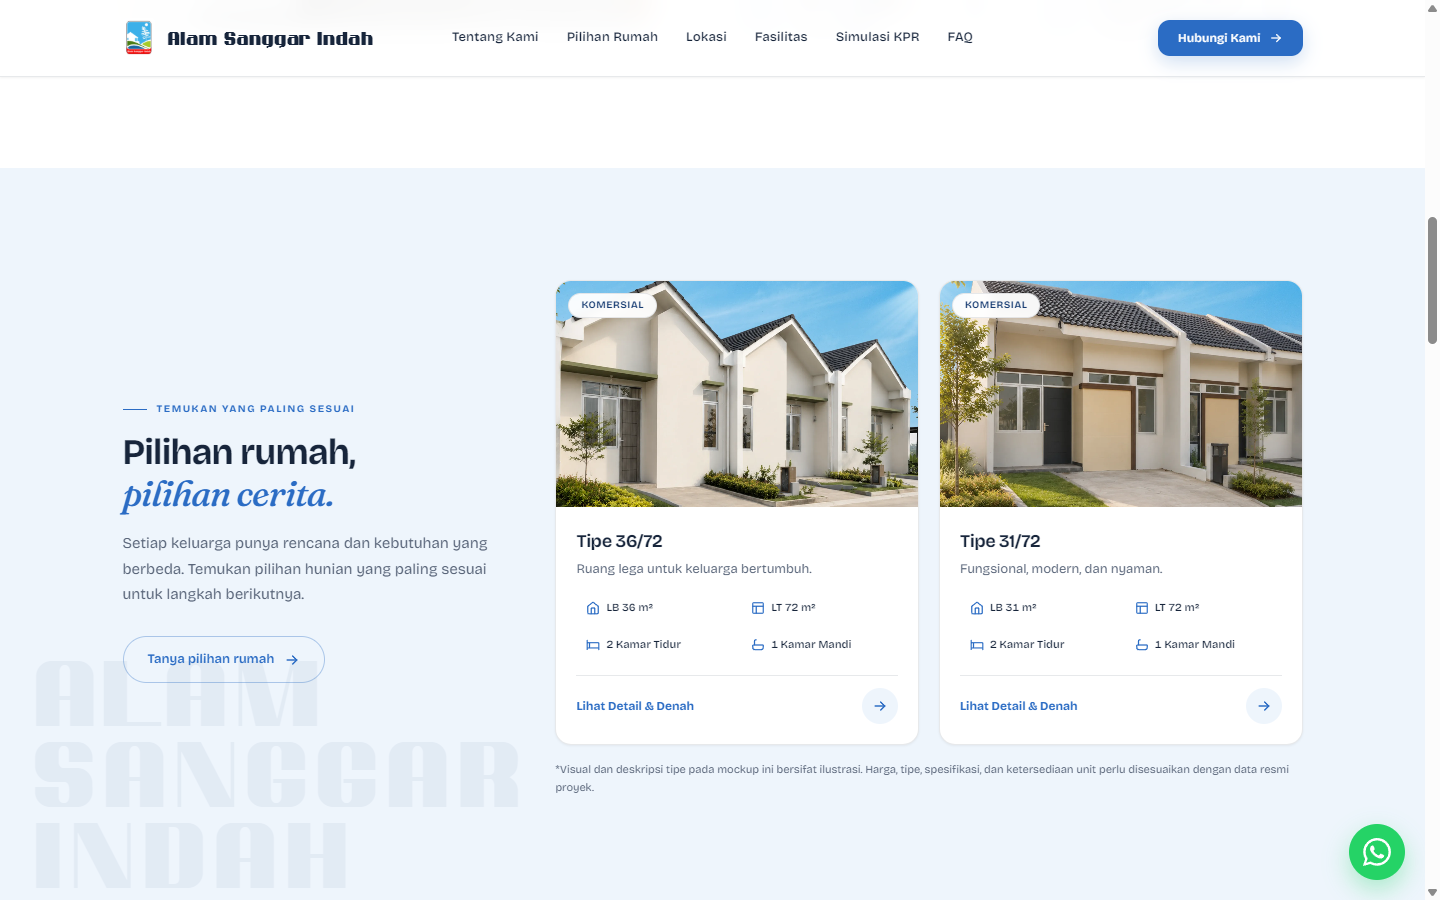 Alam Sanggar Indah
Tentang Kami
Pilihan Rumah
Lokasi
Fasilitas
Simulasi KPR
FAQ
Hubungi Kami
TEMUKAN YANG PALING SESUAI
Pilihan rumah,
pilihan cerita.
Setiap keluarga punya rencana dan kebutuhan yang
berbeda. Temukan pilihan hunian yang paling sesuai
untuk langkah berikutnya.
Tanya pilihan rumah
ALAM
SANGGAR
INDAH
KOMERSIAL
Tipe 36/72
Ruang lega untuk keluarga bertumbuh.
LB 36 m²
LT 72 m²
2 Kamar Tidur
1 Kamar Mandi
Lihat Detail & Denah
KOMERSIAL
Tipe 31/72
Fungsional, modern, dan nyaman.
LB 31 m²
LT 72 m²
2 Kamar Tidur
1 Kamar Mandi
Lihat Detail & Denah
*Visual dan deskripsi tipe pada mockup ini bersifat ilustrasi. Harga, tipe, spesifikasi, dan ketersediaan unit perlu disesuaikan dengan data resmi
proyek.